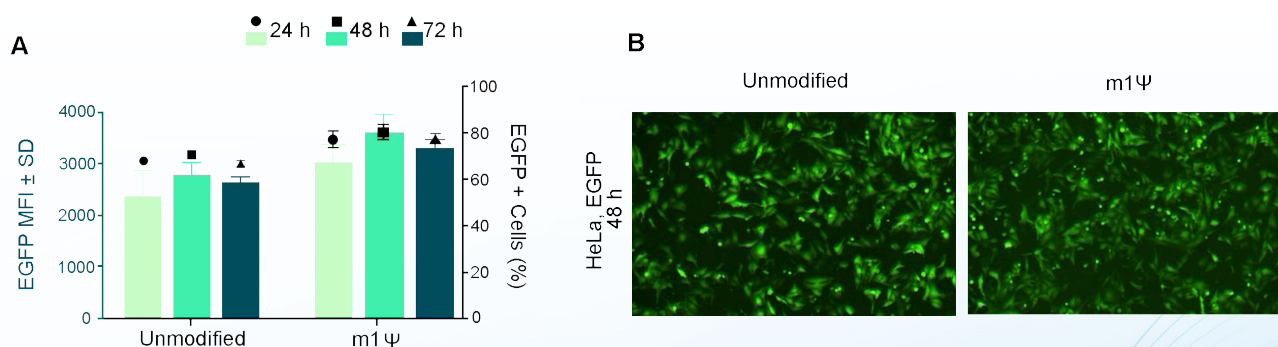 24 h 48 h 72 h
A
EGFP MFI ± SD
4000
3000
2000
1000
0
100
80
60
40
20
0
EGFP + Cells (%)
Unmodified m1Ψ
B
Unmodified m1Ψ
HeLa, EGFP
48 h